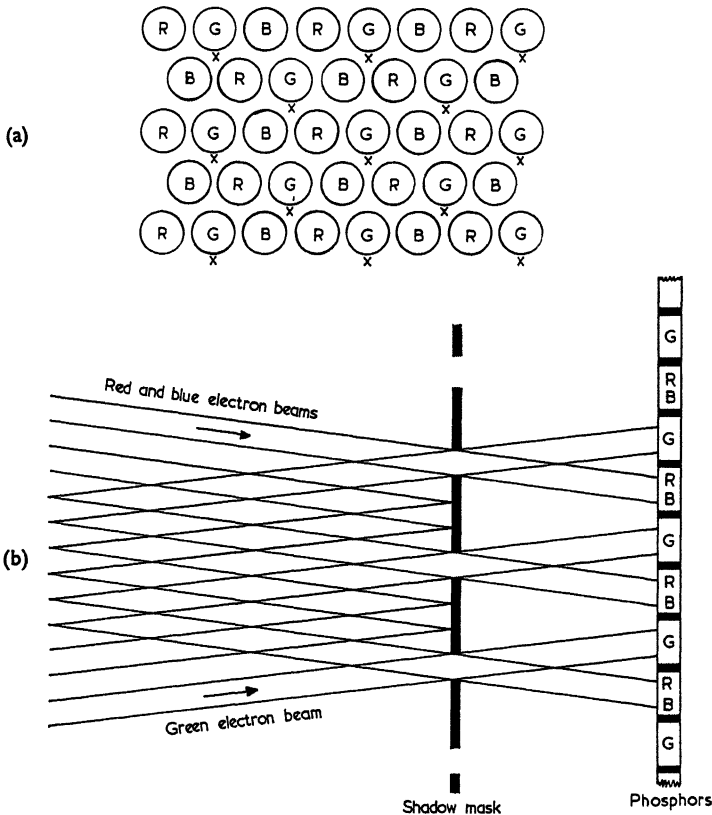 R G B R G B R G
x x x
B R G B R G B
x x
(a)
R G B R G B R G
x x x
B R G B R G B
x x
R G B R G B R G
x x x
G
Red and blue electron beams
R
B
G
R
B
(b)
G
R
B
G
R
B
Green electron beam
G
Phosphors
Shadow mask